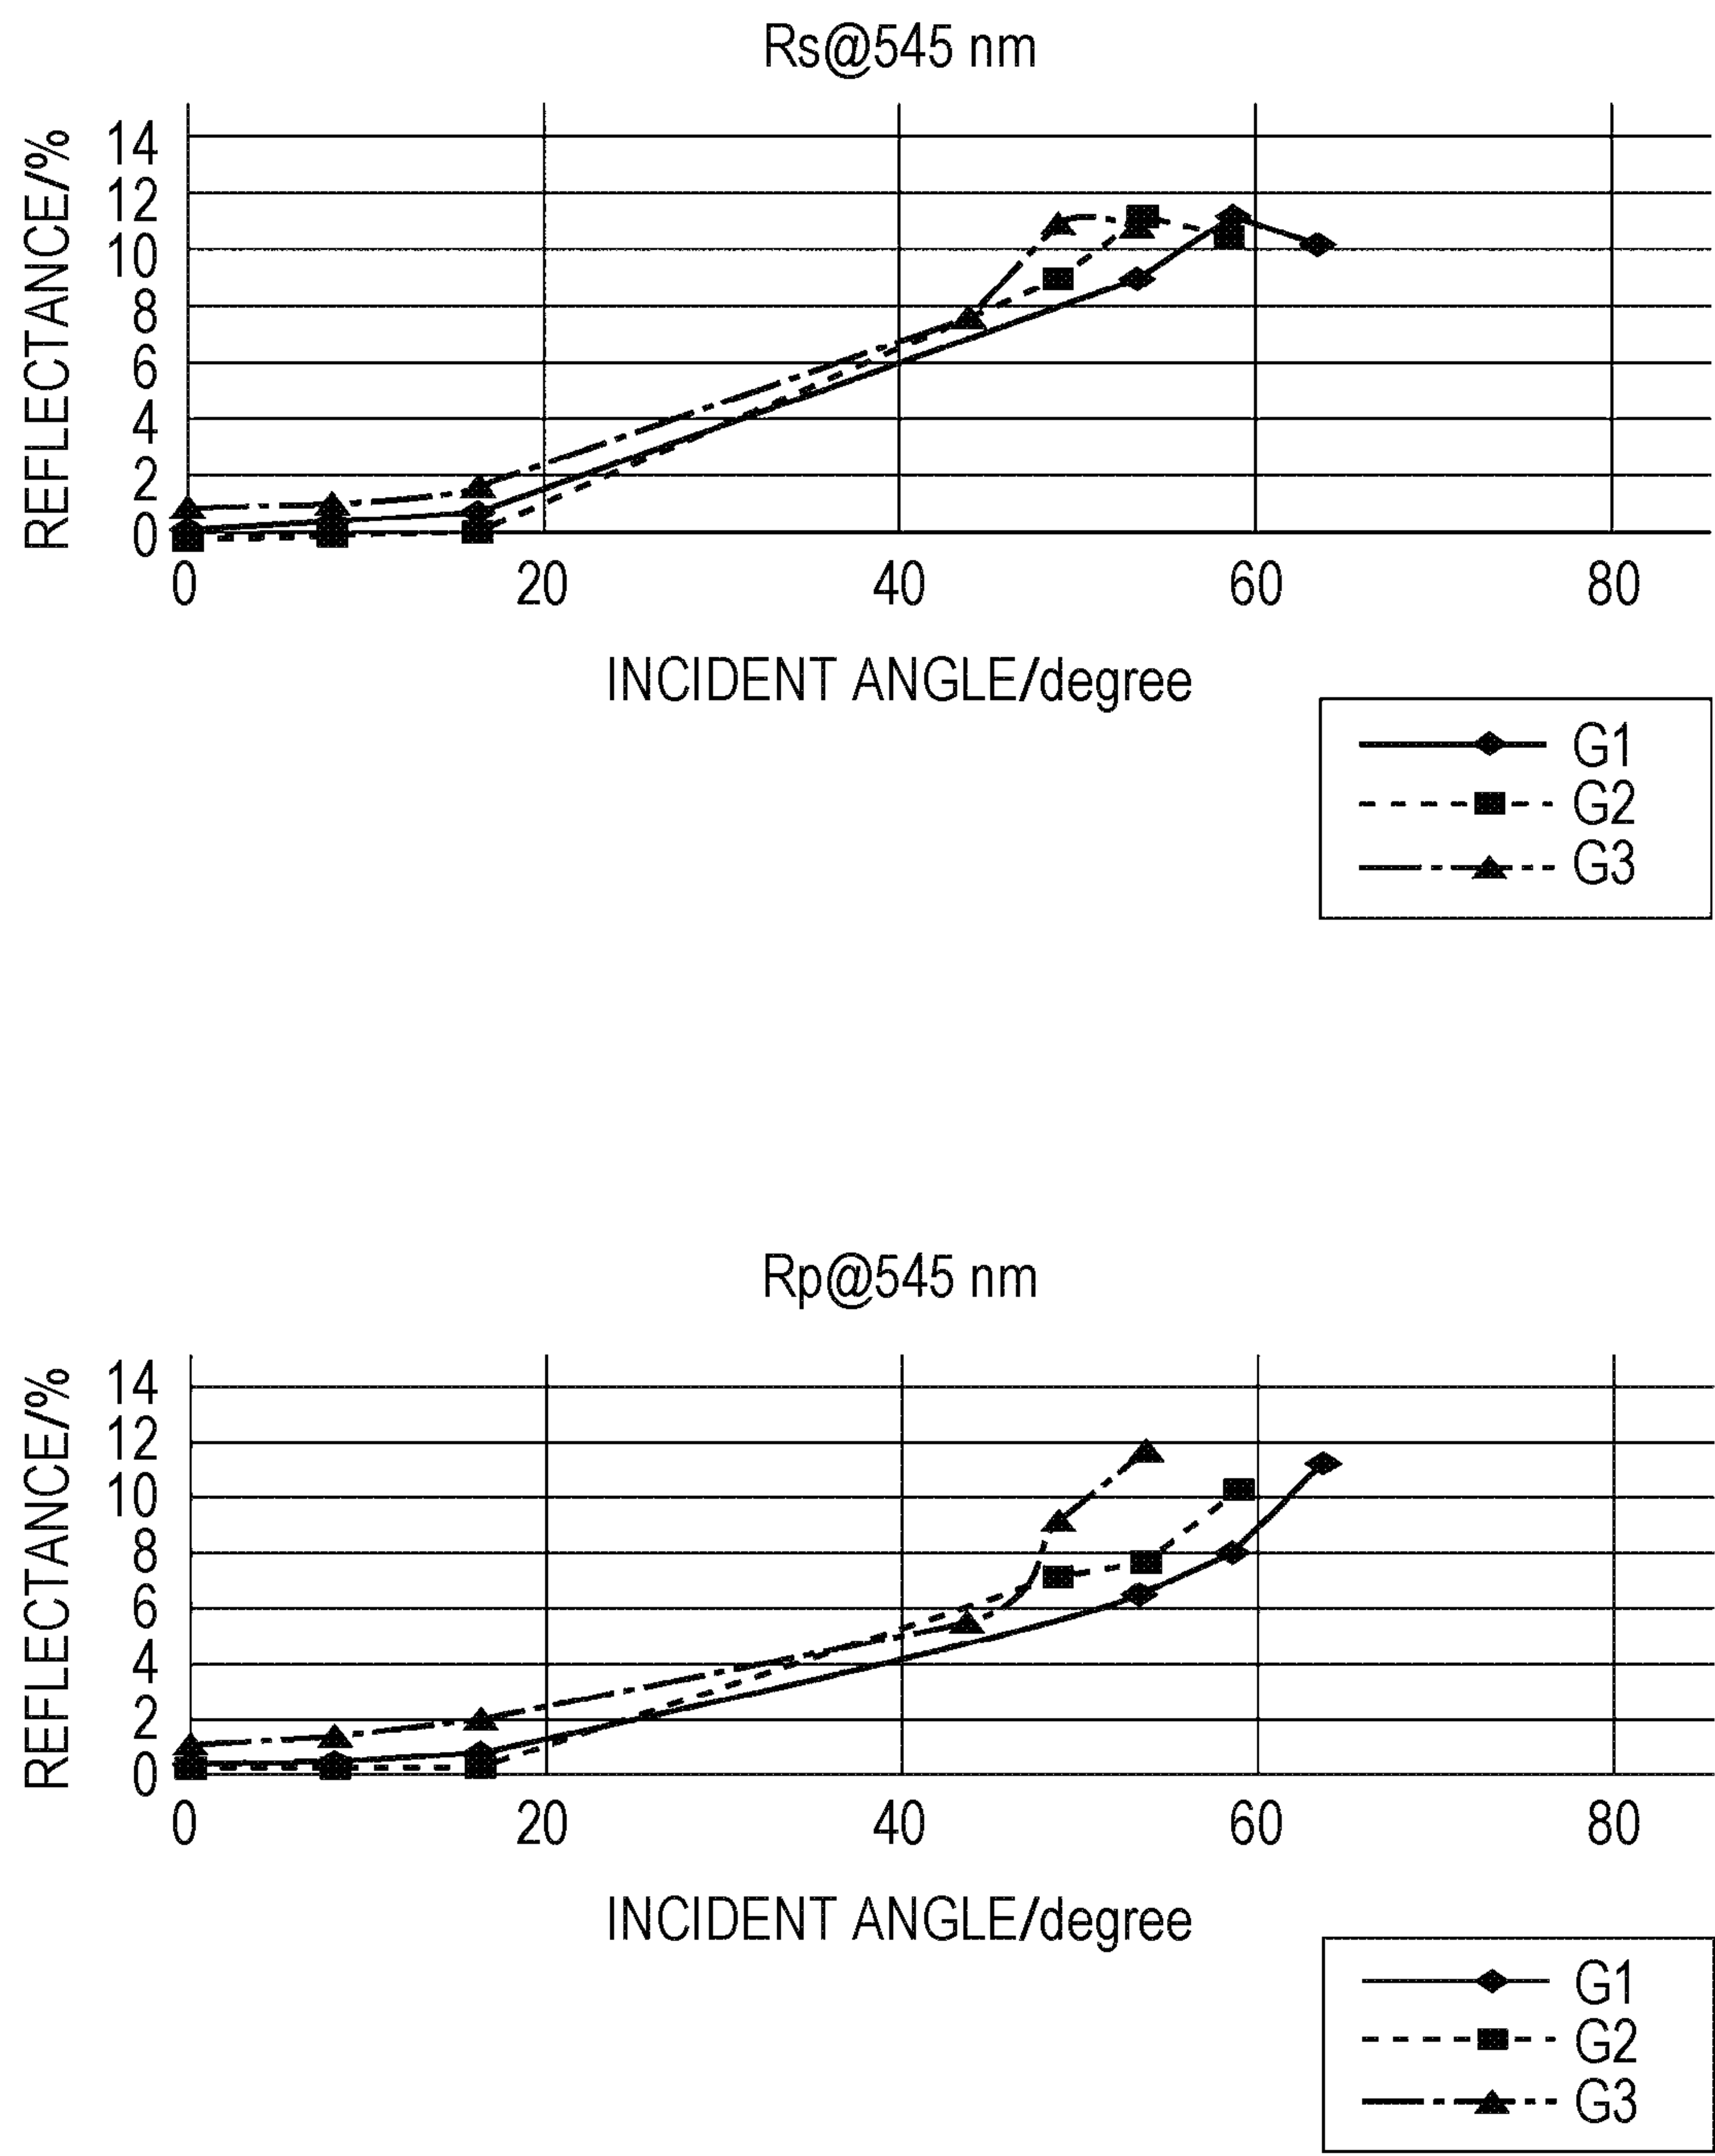 Rs@545 nm
REFLECTANCE/%
14
12
10
8
6
4
2
0
0 20 40 60 80
INCIDENT ANGLE/degree
G1
G2
G3
Rp@545 nm
REFLECTANCE/%
14
12
10
8
6
4
2
0
0 20 40 60 80
INCIDENT ANGLE/degree
G1
G2
G3